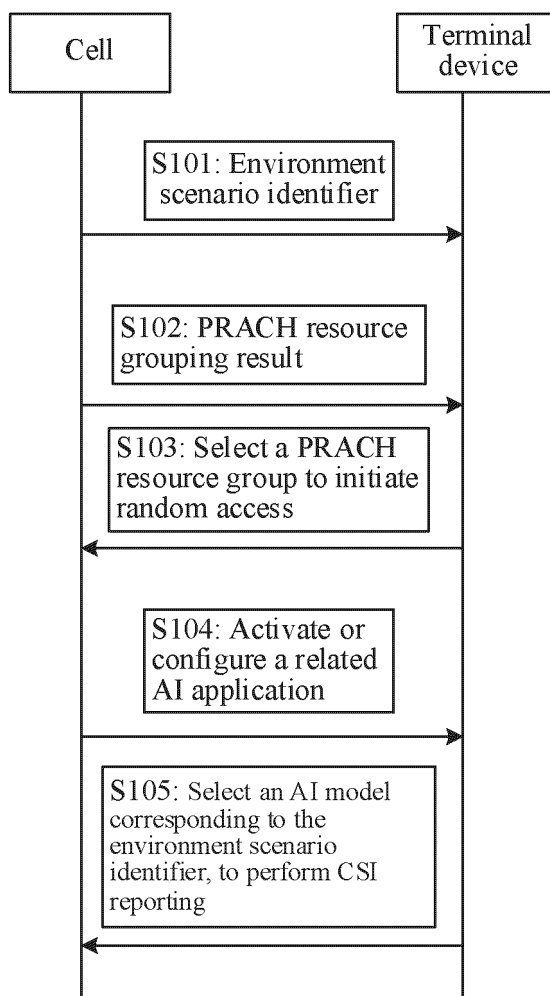 Cell
Terminal
device
S101: Environment
scenario identifier
S102: PRACH resource
grouping result
S103: Select a PRACH
resource group to initiate
random access
S104: Activate or
configure a related
AI application
S105: Select an AI model
corresponding to the
environment scenario
identifier, to perform CSI
reporting